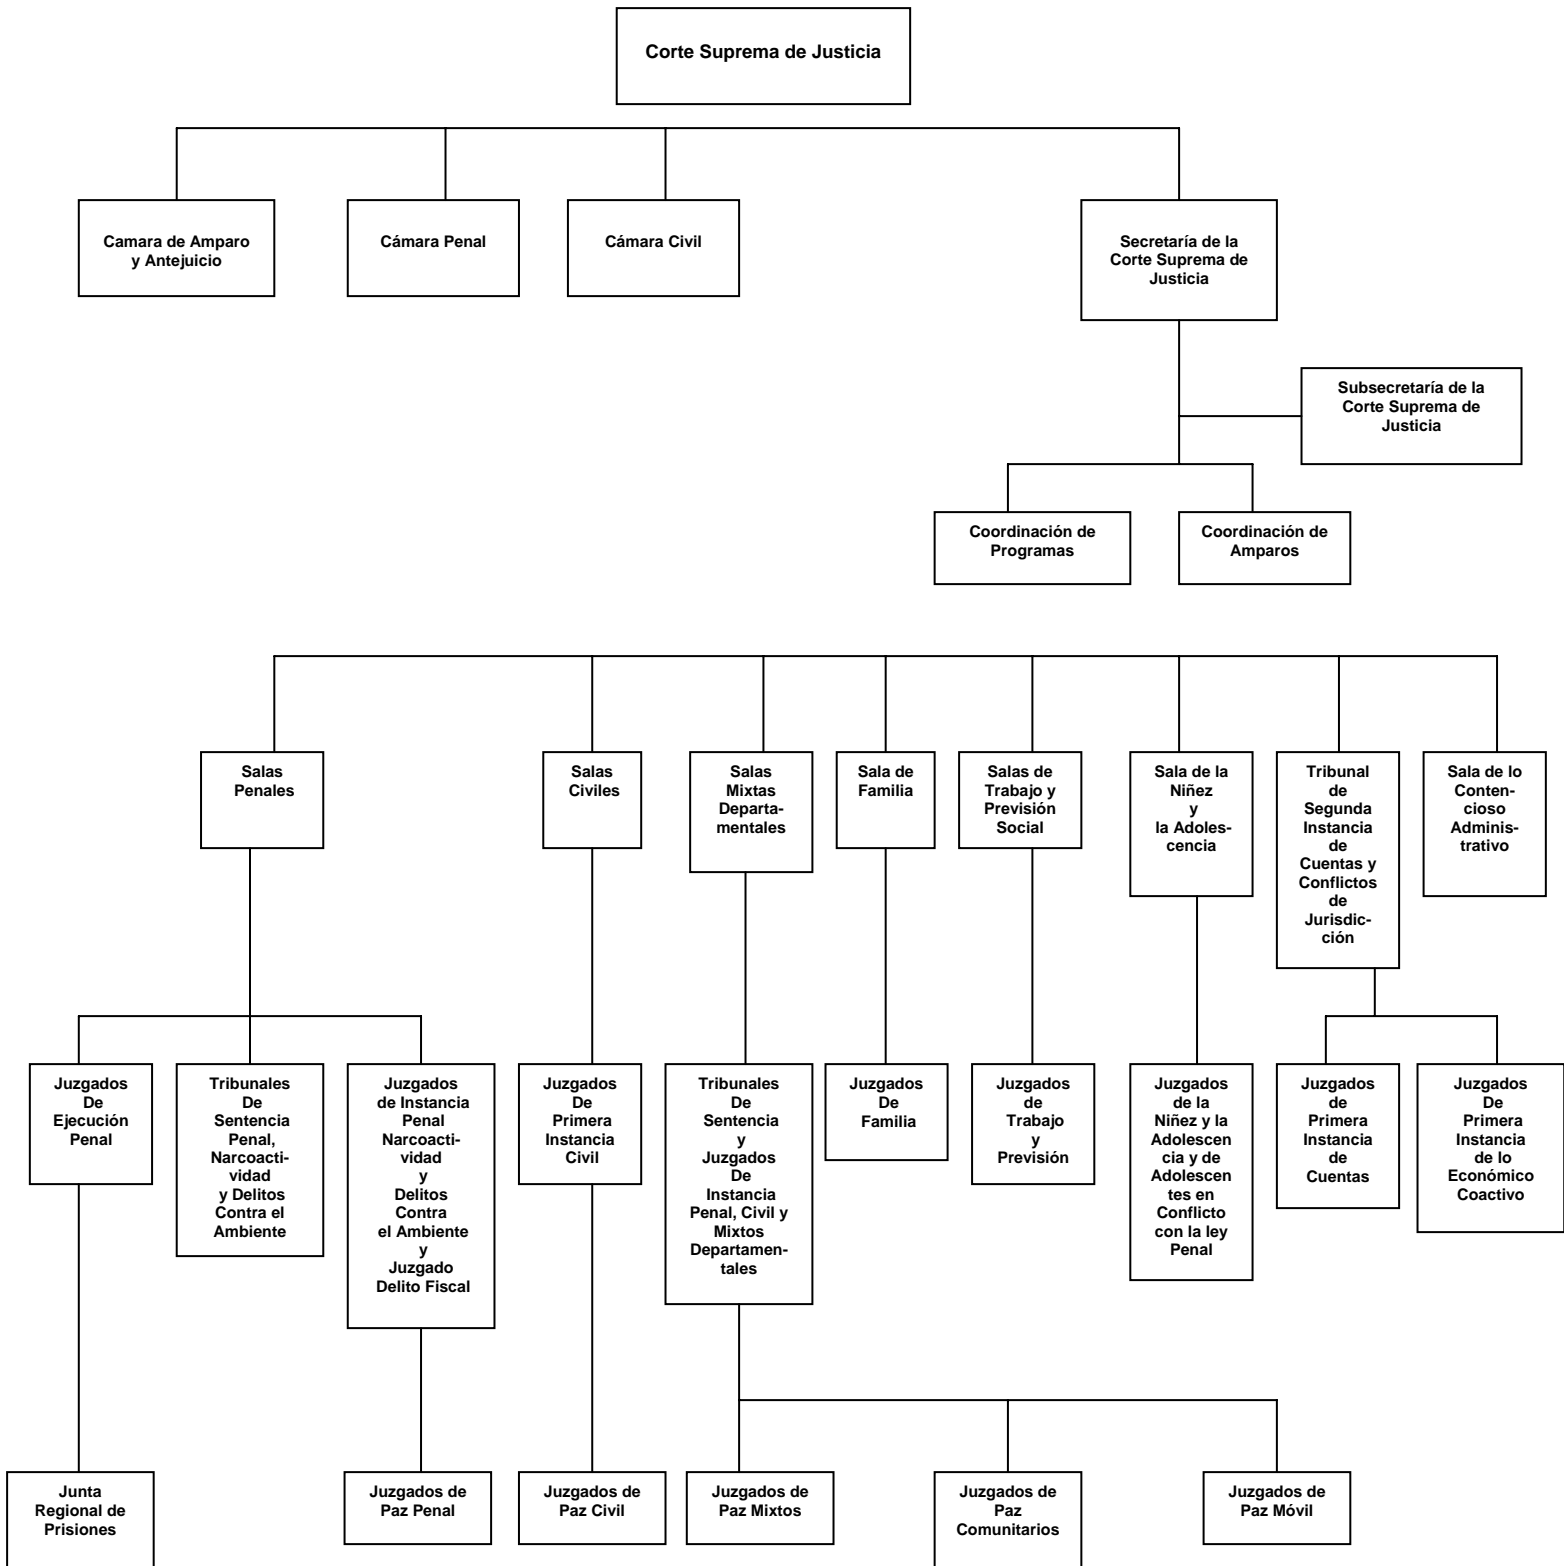 Corte Suprema de Justicia
Camara de Amparo
y Antejuicio
Cámara Penal
Cámara Civil
Secretaría de la
Corte Suprema de
Justicia
Subsecretaría de la
Corte Suprema de
Justicia
Coordinación de
Programas
Coordinación de
Amparos
Salas
Penales
Salas
Civiles
Salas
Mixtas
Departa-
mentales
Sala de
Familia
Salas de
Trabajo y
Previsión
Social
Sala de la
Niñez
y
la Adoles-
cencia
Tribunal
de
Segunda
Instancia
de
Cuentas y
Conflictos
de
Jurisdic-
ción
Sala de lo
Conten-
cioso
Adminis-
trativo
Juzgados
De
Ejecución
Penal
Tribunales
De
Sentencia
Penal,
Narcoacti-
vidad
y Delitos
Contra el
Ambiente
Juzgados
de Instancia
Penal
Narcoacti-
vidad
y
Delitos
Contra
el Ambiente
y
Juzgado
Delito Fiscal
Juzgados
De
Primera
Instancia
Civil
Tribunales
De
Sentencia
y
Juzgados
De
Instancia
Penal, Civil y
Mixtos
Departamen-
tales
Juzgados
De
Familia
Juzgados
de
Trabajo
y
Previsión
Juzgados
de la
Niñez y la
Adolescen
cia y de
Adolescen
tes en
Conflicto
con la ley
Penal
Juzgados
de
Primera
Instancia
de
Cuentas
Juzgados
De
Primera
Instancia
de lo
Económico
Coactivo
Junta
Regional de
Prisiones
Juzgados de
Paz Penal
Juzgados de
Paz Civil
Juzgados de
Paz Mixtos
Juzgados de
Paz
Comunitarios
Juzgados de
Paz Móvil